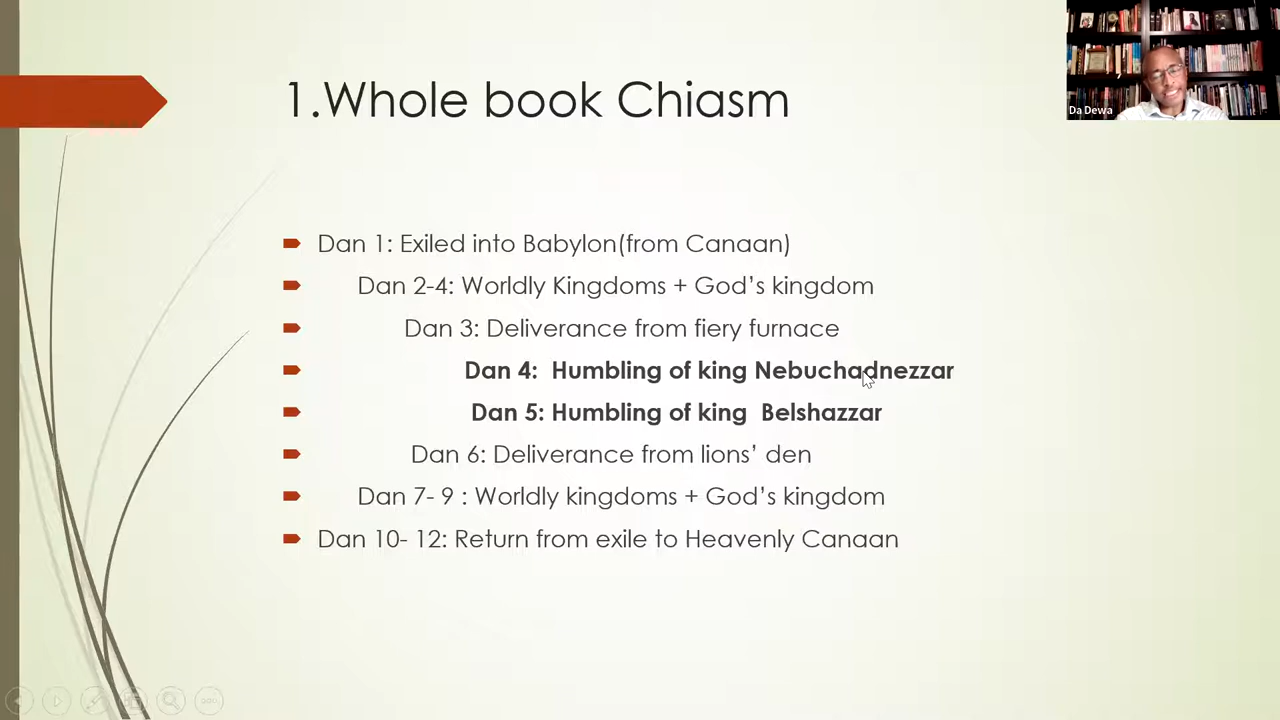 1.Whole book Chiasm
Da Dewa
Dan 1: Exiled into Babylon(from Canaan)
Dan 2-4: Worldly Kingdoms + God’s kingdom
Dan 3: Deliverance from fiery furnace
Dan 4:  Humbling of king Nebuchadnezzar
Dan 5: Humbling of king  Belshazzar
Dan 6: Deliverance from lions’ den
Dan 7- 9 : Worldly kingdoms + God’s kingdom
Dan 10- 12: Return from exile to Heavenly Canaan